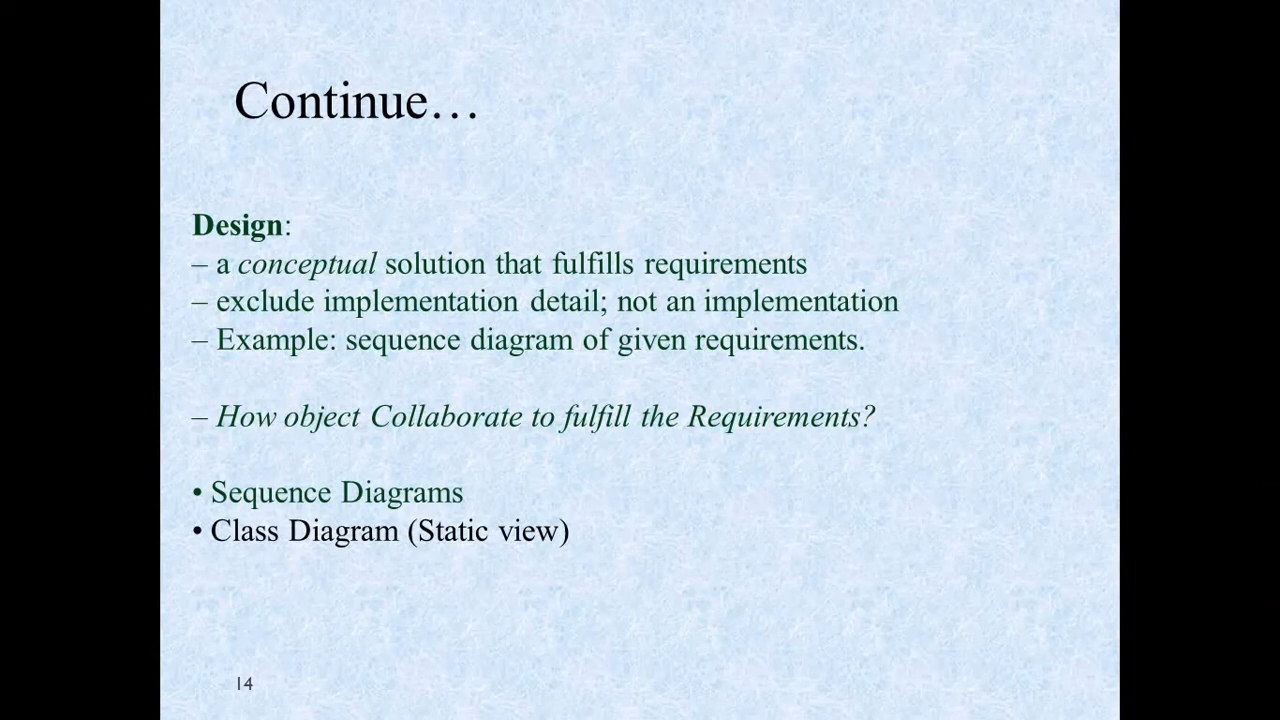 Continue…
Design:
– a conceptual solution that fulfills requirements
– exclude implementation detail; not an implementation
– Example: sequence diagram of given requirements.
– How object Collaborate to fulfill the Requirements?
• Sequence Diagrams
• Class Diagram (Static view)
14